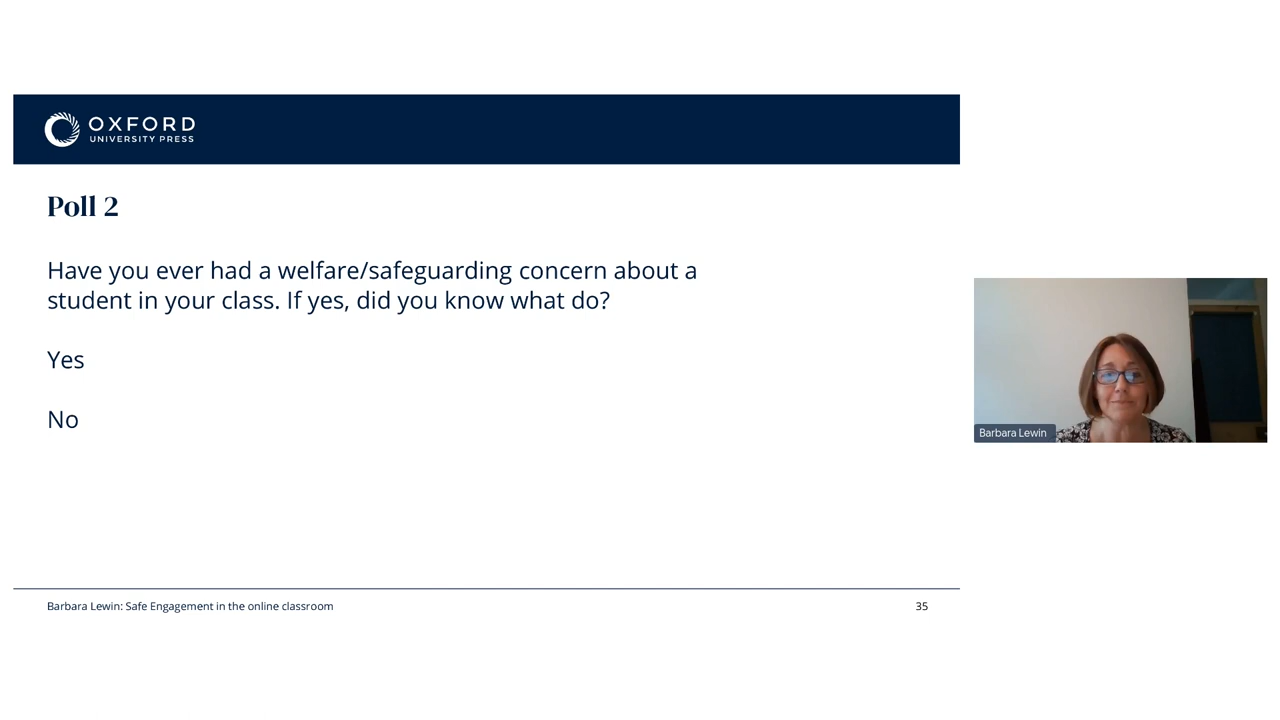 OXFORD
UNIVERSITY PRESS
Poll 2
Have you ever had a welfare/safeguarding concern about a
student in your class. If yes, did you know what do?
Yes
No
Barbara Lewin
Barbara Lewin: Safe Engagement in the online classroom
35